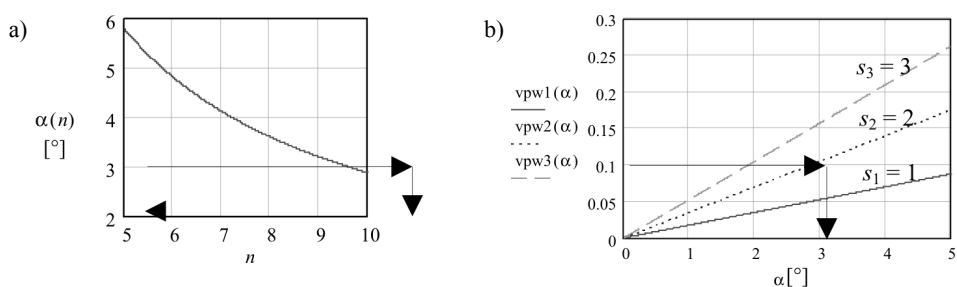 a)
α(n)
[°]
6
5
4
3
2
5 6 7 8 9 10
n
b)
vpw1(α)
vpw2(α)
vpw3(α)
0.3
0.25
0.2
0.15
0.1
0.05
0
s3 = 3
s2 = 2
s1 = 1
0 1 2 3 4 5
α[°]